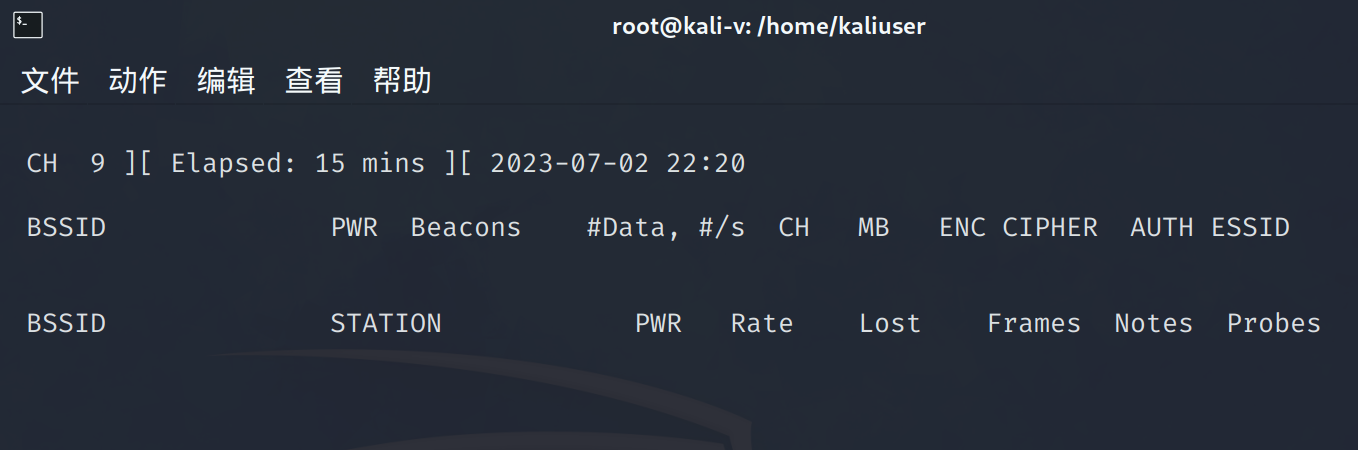 root@kali-v: /home/kaliuser
文件 动作 编辑 查看 帮助
CH  9 ][ Elapsed: 15 mins ][ 2023-07-02 22:20
BSSID              PWR  Beacons    #Data, #/s  CH   MB   ENC CIPHER  AUTH ESSID
BSSID              STATION            PWR   Rate    Lost    Frames  Notes  Probes